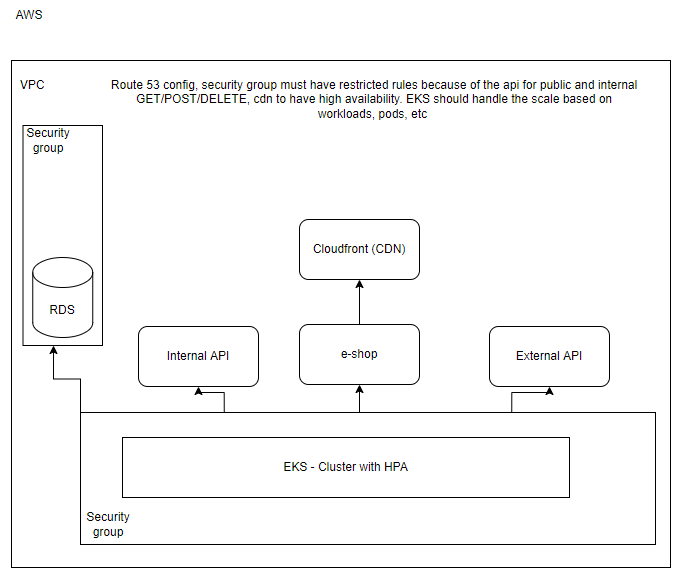 AWS
VPC
Route 53 config, security group must have restricted rules because of the api for public and internal
GET/POST/DELETE, cdn to have high availability. EKS should handle the scale based on
workloads, pods, etc
Security
group
RDS
Cloudfront (CDN)
Internal API
e-shop
External API
EKS - Cluster with HPA
Security
group